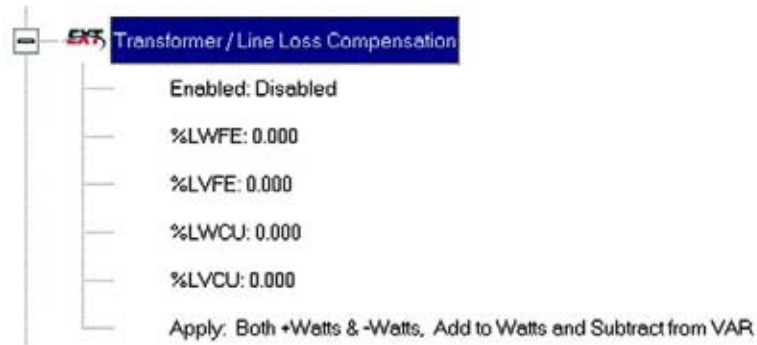 EXT Transformer / Line Loss Compensation
Enabled: Disabled
%LWFE: 0.000
%LVFE: 0.000
%LWCU: 0.000
%LVCU: 0.000
Apply: Both +Watts & -Watts, Add to Watts and Subtract from VAR